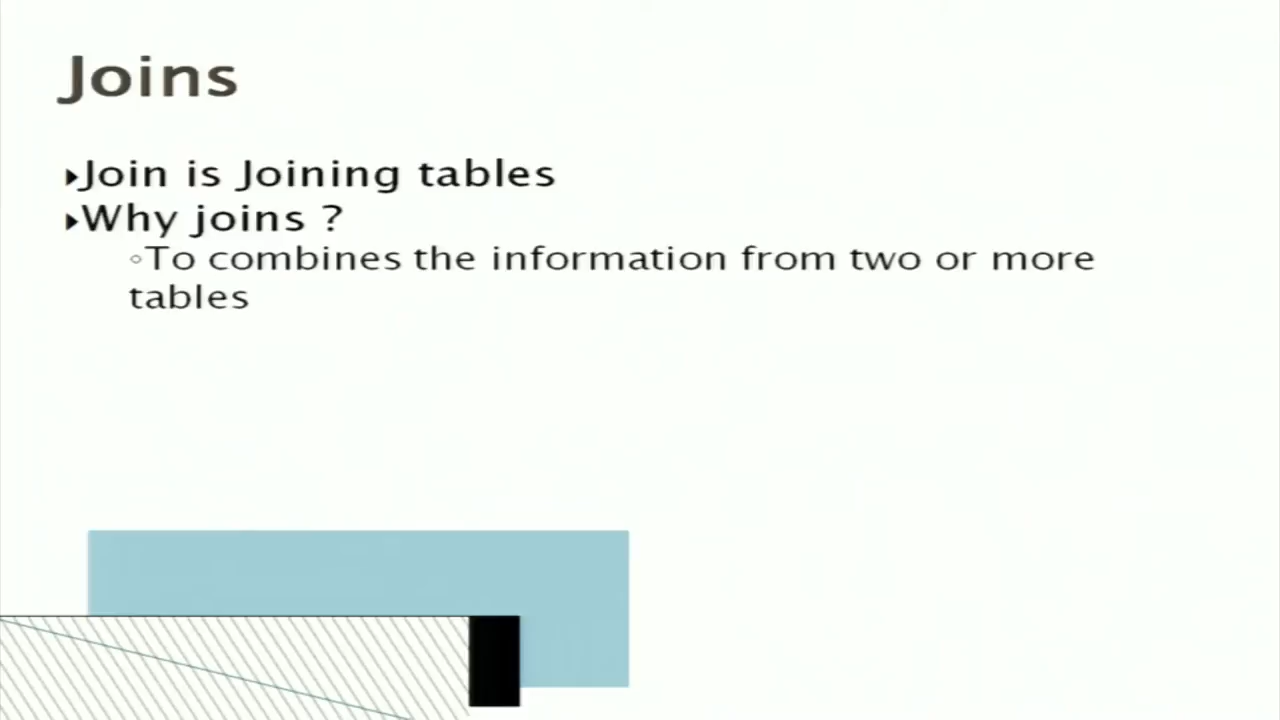 Joins
Join is Joining tables
Why joins ?
To combines the information from two or more
tables